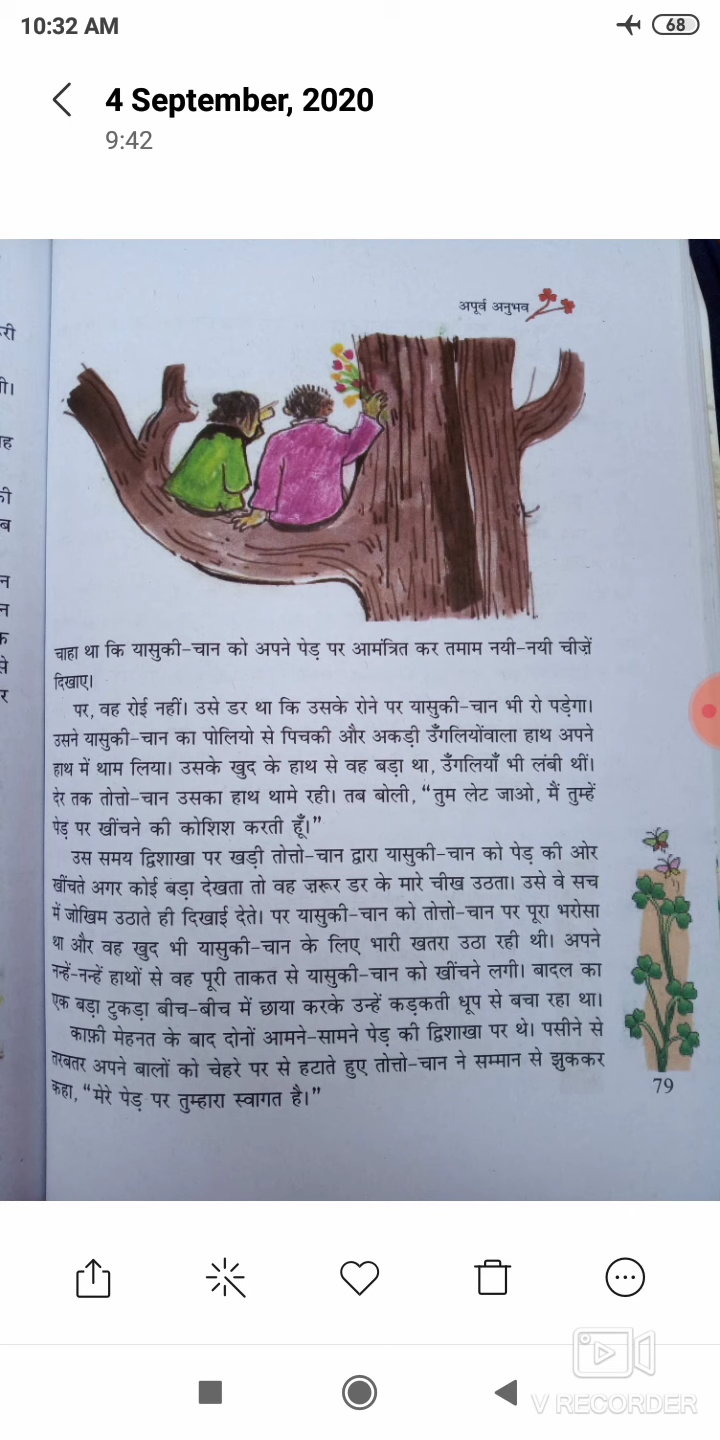 10:32 AM
68
4 September, 2020
9:42
अपूर्व अनुभव
री
ी।
ह
की
ब
न
न
क
से
र
चाहा था कि यासुकी-चान को अपने पेड़ पर आमंत्रित कर तमाम नयी-नयी चीज़ें
दिखाए।
पर, वह रोई नहीं। उसे डर था कि उसके रोने पर यासुकी-चान भी रो पड़ेगा।
उसने यासुकी-चान का पोलियो से पिचकी और अकड़ी उँगलियोंवाला हाथ अपने
हाथ में थाम लिया। उसके खुद के हाथ से वह बड़ा था, उँगलियाँ भी लंबी थीं।
देर तक तोत्तो-चान उसका हाथ थामे रही। तब बोली, “तुम लेट जाओ, मैं तुम्हें
पेड़ पर खींचने की कोशिश करती हूँ।”
उस समय द्विशाखा पर खड़ी तोत्तो-चान द्वारा यासुकी-चान को पेड़ की ओर
खींचते अगर कोई बड़ा देखता तो वह ज़रूर डर के मारे चीख उठता। उसे वे सच
में जोखिम उठाते ही दिखाई देते। पर यासुकी-चान को तोत्तो-चान पर पूरा भरोसा
था और वह खुद भी यासुकी-चान के लिए भारी खतरा उठा रही थी। अपने
नन्हें-नन्हें हाथों से वह पूरी ताकत से यासुकी-चान को खींचने लगी। बादल का
एक बड़ा टुकड़ा बीच-बीच में छाया करके उन्हें कड़कती धूप से बचा रहा था।
काफ़ी मेहनत के बाद दोनों आमने-सामने पेड़ की द्विशाखा पर थे। पसीने से
तरबतर अपने बालों को चेहरे पर से हटाते हुए तोत्तो-चान ने सम्मान से झुककर
कहा, “मेरे पेड़ पर तुम्हारा स्वागत है।”
79
V RECORDER